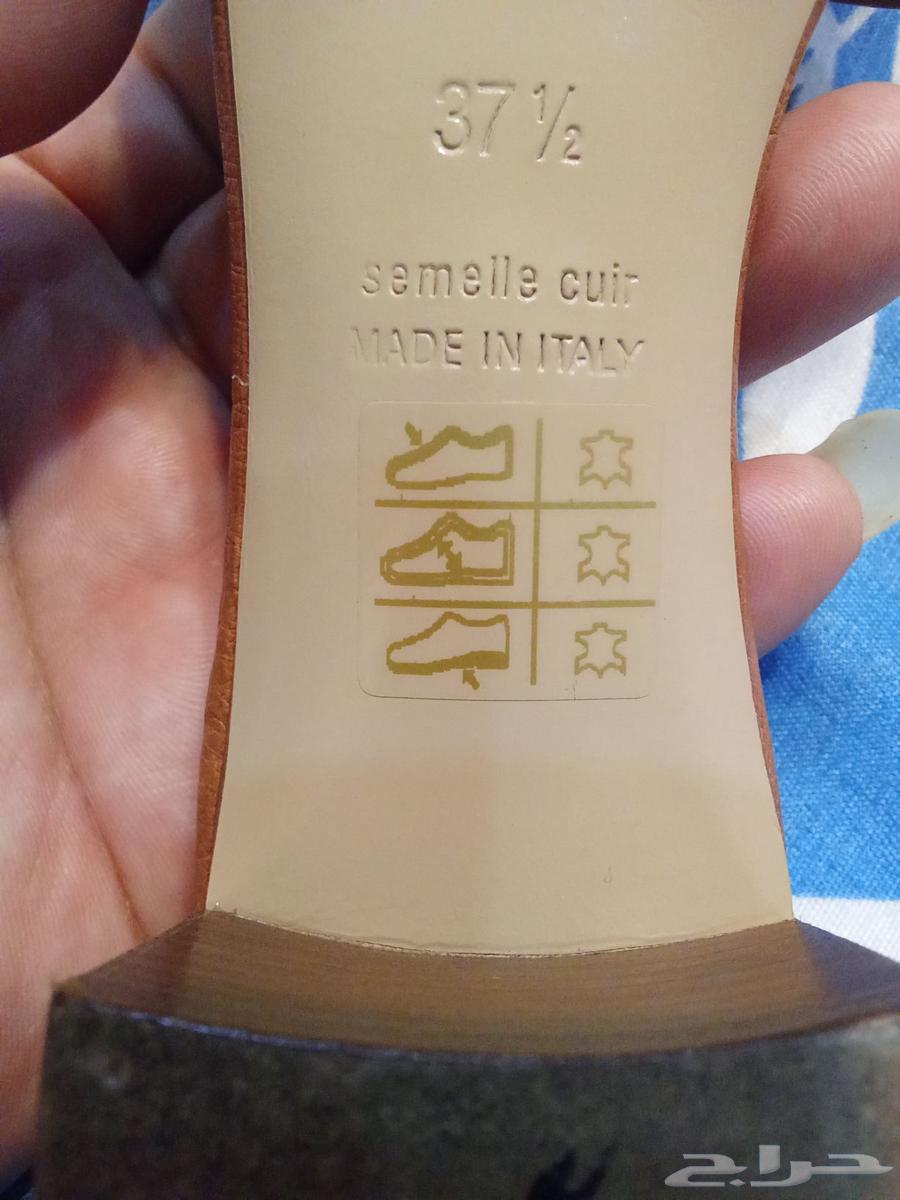 37 ½
semelle cuir
MADE IN ITALY
حراج